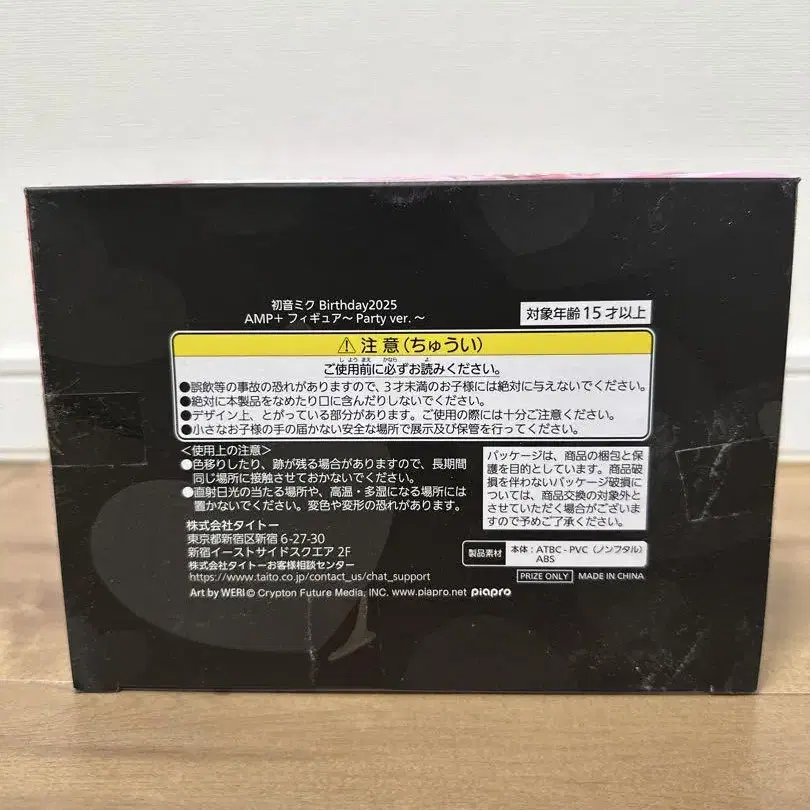 初音ミク Birthday2025
AMP+ フィギュア～Party ver.～
対象年齢15才以上
⚠注意(ちゅうい)
しようまえ かなら よ
ご使用前に必ずお読みください。
●誤飲等の事故の恐れがありますので、3才未満のお子様には絶対に与えないでください。
●絶対に本製品をなめたり口に含んだりしないでください。
●デザイン上、とがっている部分があります。ご使用の際には十分ご注意ください。
●小さなお子様の手の届かない安全な場所で展示及び保管を行ってください。
<使用上の注意>
●色移りしたり、跡が残る場合がありますので、長期間
同じ場所に接触させておかないでください。
●直射日光の当たる場所や、高温・多湿になる場所には
置かないでください。変色や変形の恐れがあります。
パッケージは、商品の梱包と保
護を目的としています。商品破
損を伴わないパッケージ破損に
ついては、商品交換の対象外と
させていただく場合がございま
すので予めご了承ください。
株式会社タイトー
東京都新宿区新宿6-27-30
新宿イーストサイドスクエア 2F
株式会社タイトーお客様相談センター
https://www.taito.co.jp/contact_us/chat_support
製品素材 本体:ATBC-PVC(ノンフタル)
ABS
PRIZE ONLY MADE IN CHINA
Art by WERI © Crypton Future Media, INC. www.piapro.net piapro